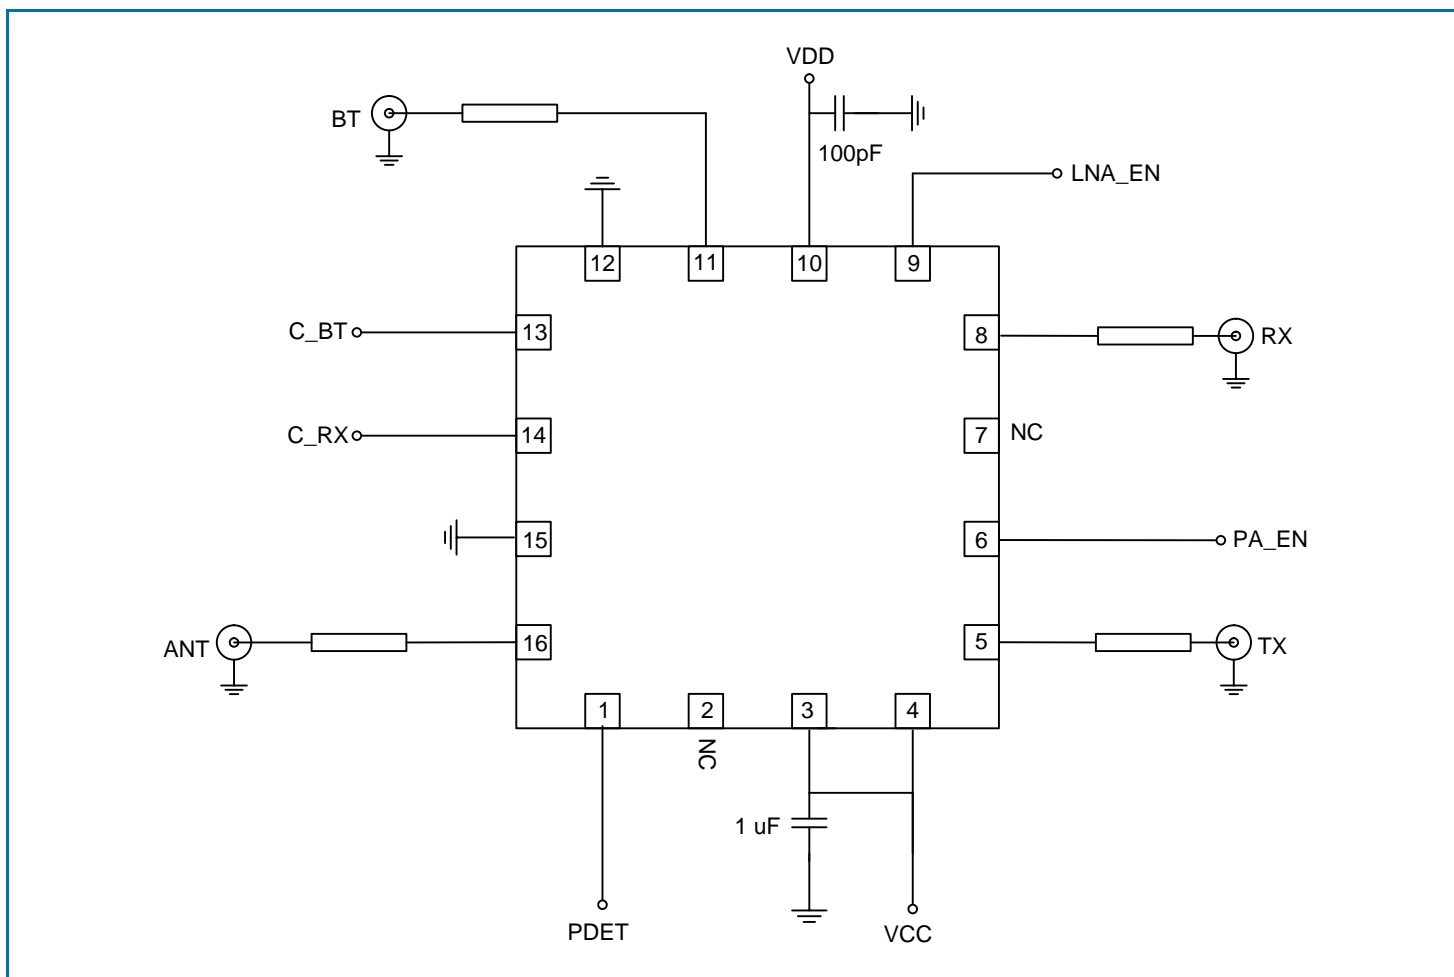 VDD
BT
100pF
LNA_EN
12
11
10
9
C_BT
13
8
RX
C_RX
14
7
NC
15
6
PA_EN
ANT
16
5
TX
1
2
3
4
NC
1 uF
PDET
VCC